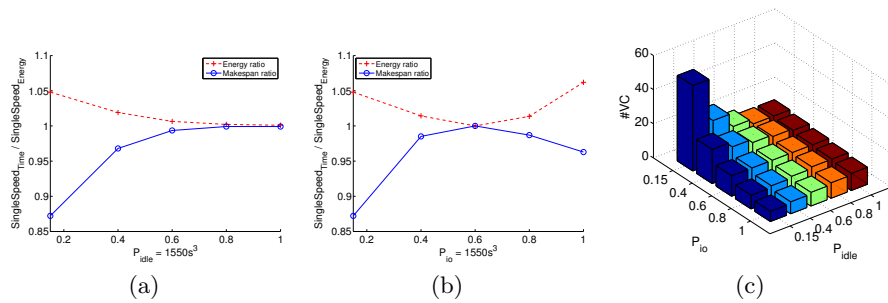 1.1
1.05
1
0.95
0.9
0.85
0.2
0.4
0.6
0.8
1
SingleSpeed_Time / SingleSpeed_Energy
P_idle = 1550s^3
Energy ratio
Makespan ratio
(a)
1.1
1.05
1
0.95
0.9
0.85
0.2
0.4
0.6
0.8
1
SingleSpeed_Time / SingleSpeed_Energy
P_io = 1550s^3
Energy ratio
Makespan ratio
(b)
60
40
20
0
#VC
0.15
0.4
0.6
0.8
1
P_io
0.15
0.4
0.6
0.8
1
P_idle
(c)